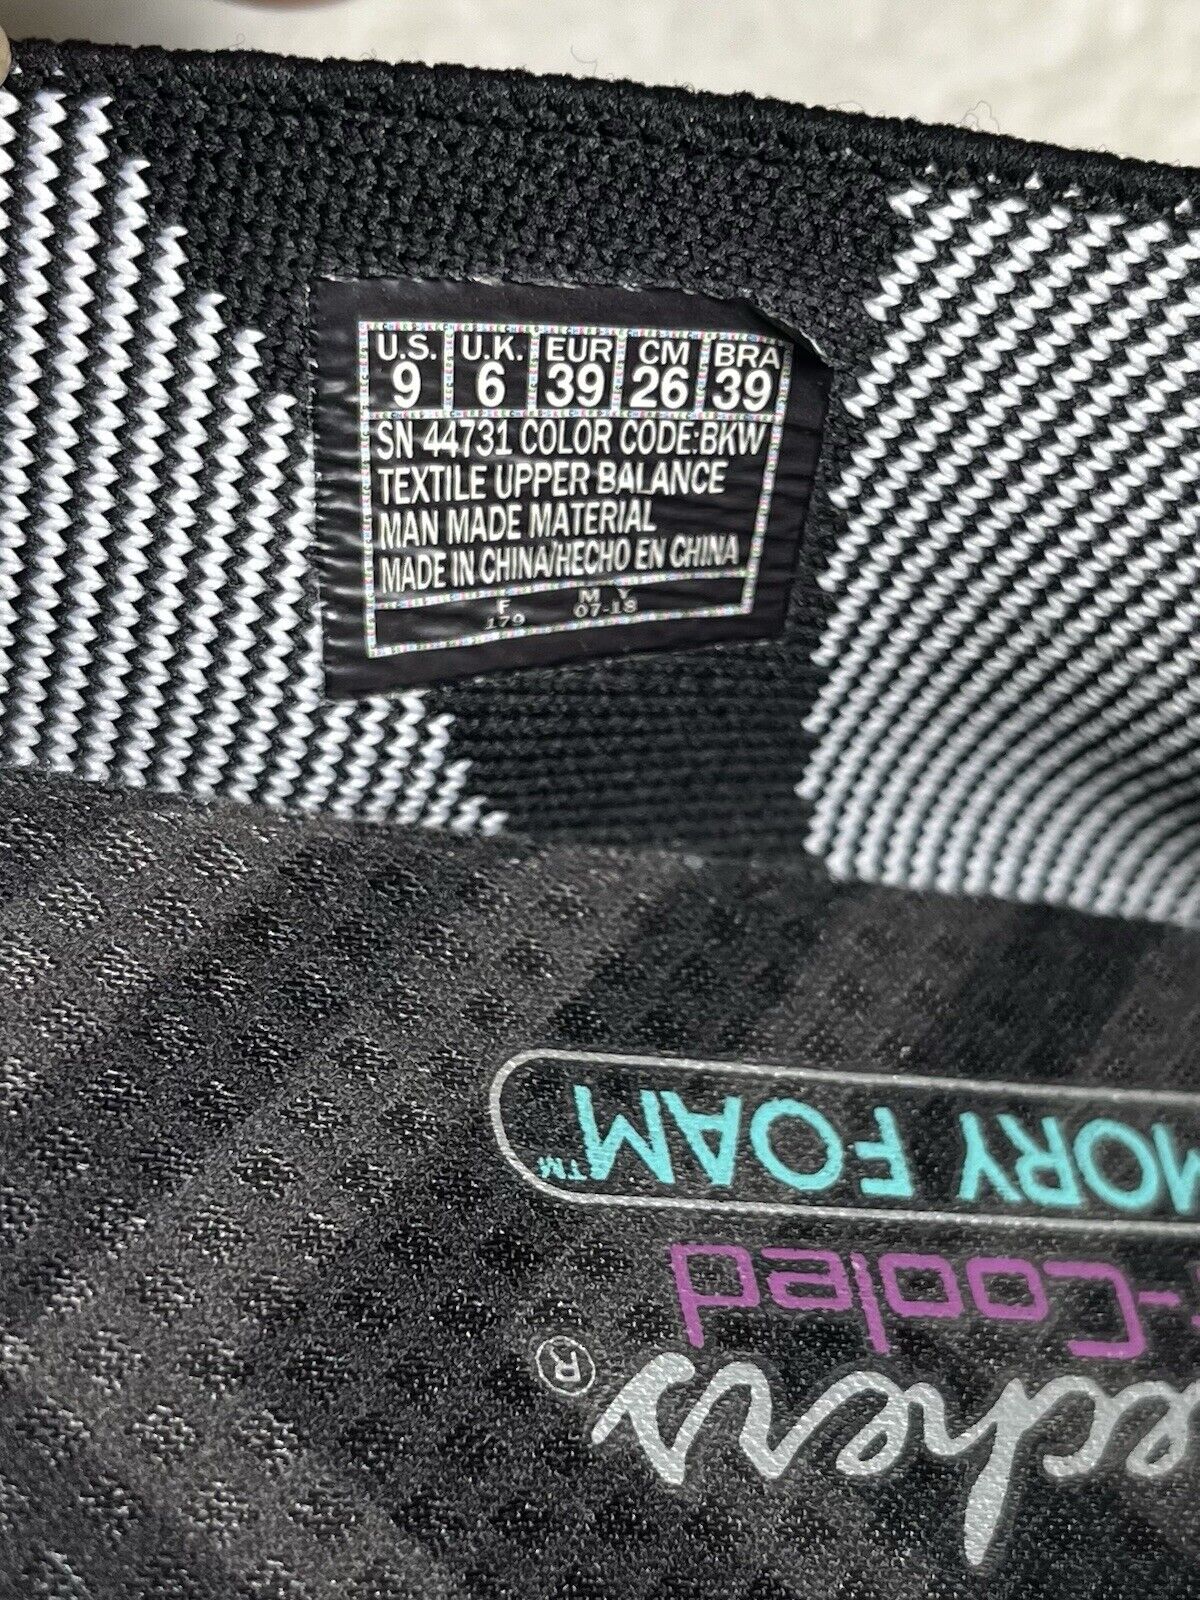 U.S. U.K. EUR CM BRA
9 6 39 26 39
SN 44731 COLOR CODE:BKW
TEXTILE UPPER BALANCE
MAN MADE MATERIAL
MADE IN CHINA/HECHO EN CHINA
F M Y
179 07-18
MORY FOAM™
-Cooled
echers®